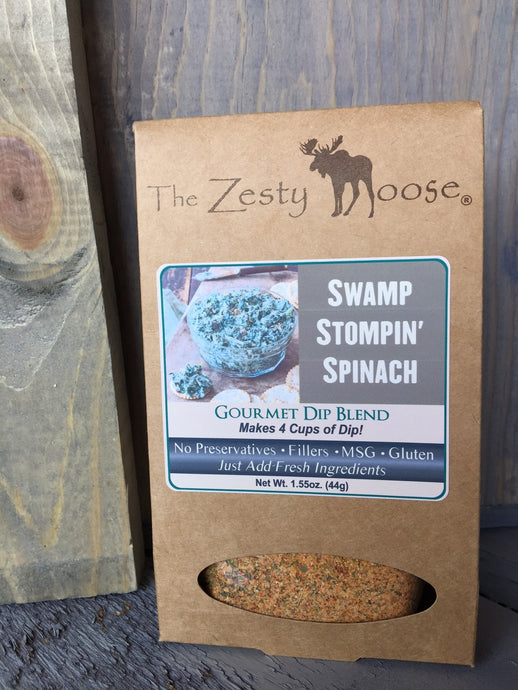 The Zesty Moose®
SWAMP
STOMPIN'
SPINACH
GOURMET DIP BLEND
Makes 4 Cups of Dip!
No Preservatives • Fillers • MSG • Gluten
Just Add Fresh Ingredients
Net Wt. 1.55oz. (44g)